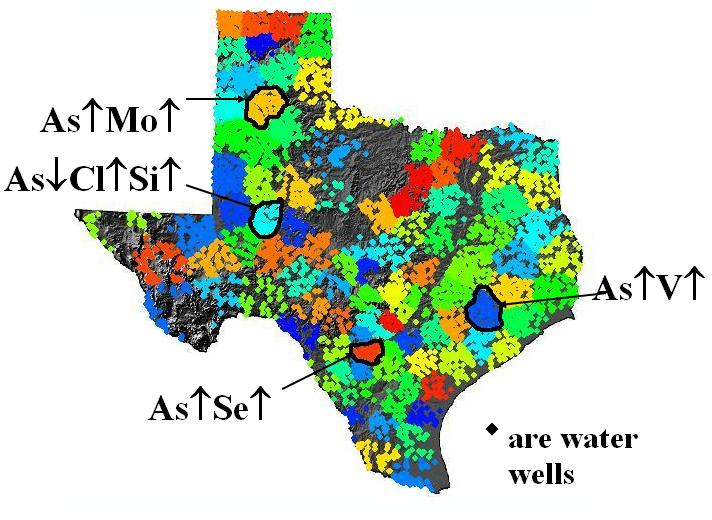 As↑Mo↑
As↓Cl↑Si↑
As↑V↑
As↑Se↑
◆ are water
wells